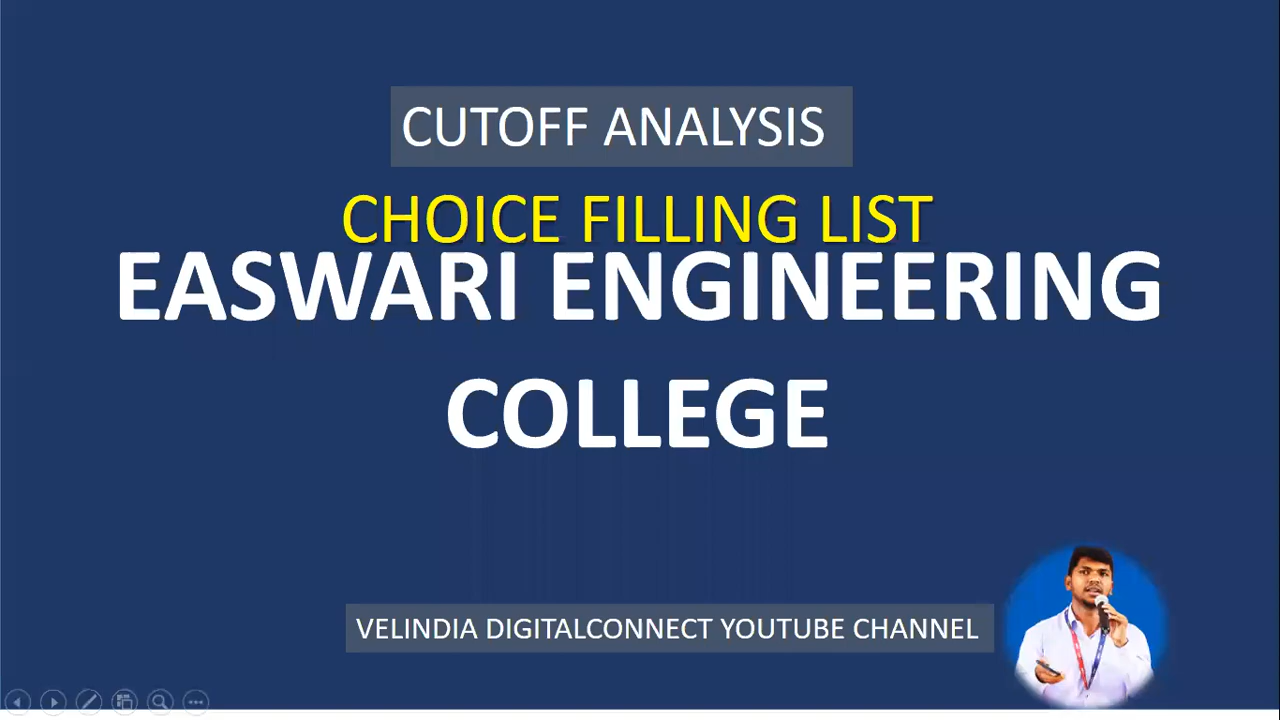 CUTOFF ANALYSIS
CHOICE FILLING LIST
EASWARI ENGINEERING
COLLEGE
VELINDIA DIGITALCONNECT YOUTUBE CHANNEL